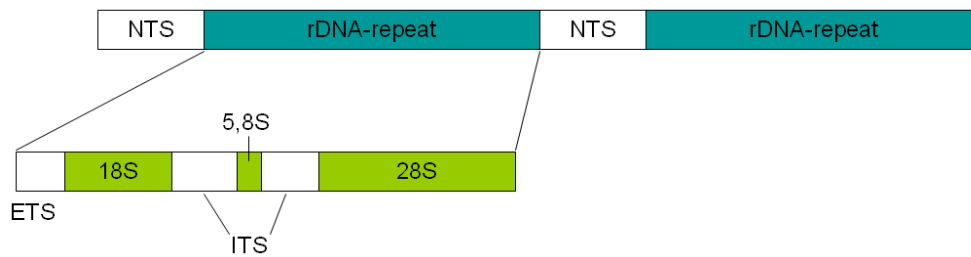 NTS rDNA-repeat NTS rDNA-repeat
5,8S
18S 28S
ETS
ITS